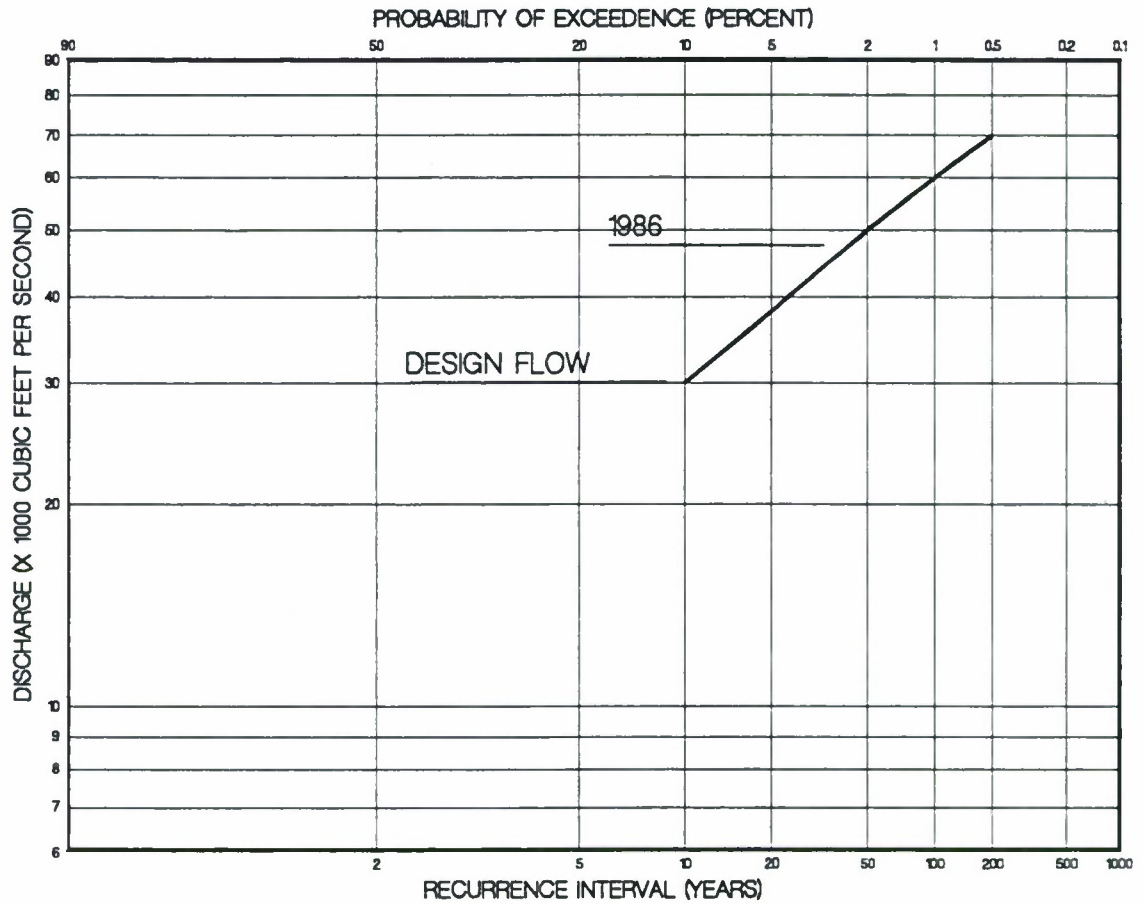 PROBABILITY OF EXCEEDENCE (PERCENT)
90 50 20 10 5 2 1 0.5 0.2 0.1
90
80
70
60
50
40
30
20
10
9
8
7
6
1986
DESIGN FLOW
DISCHARGE (X 1000 CUBIC FEET PER SECOND)
2 5 10 20 50 100 200 500 1000
RECURRENCE INTERVAL (YEARS)